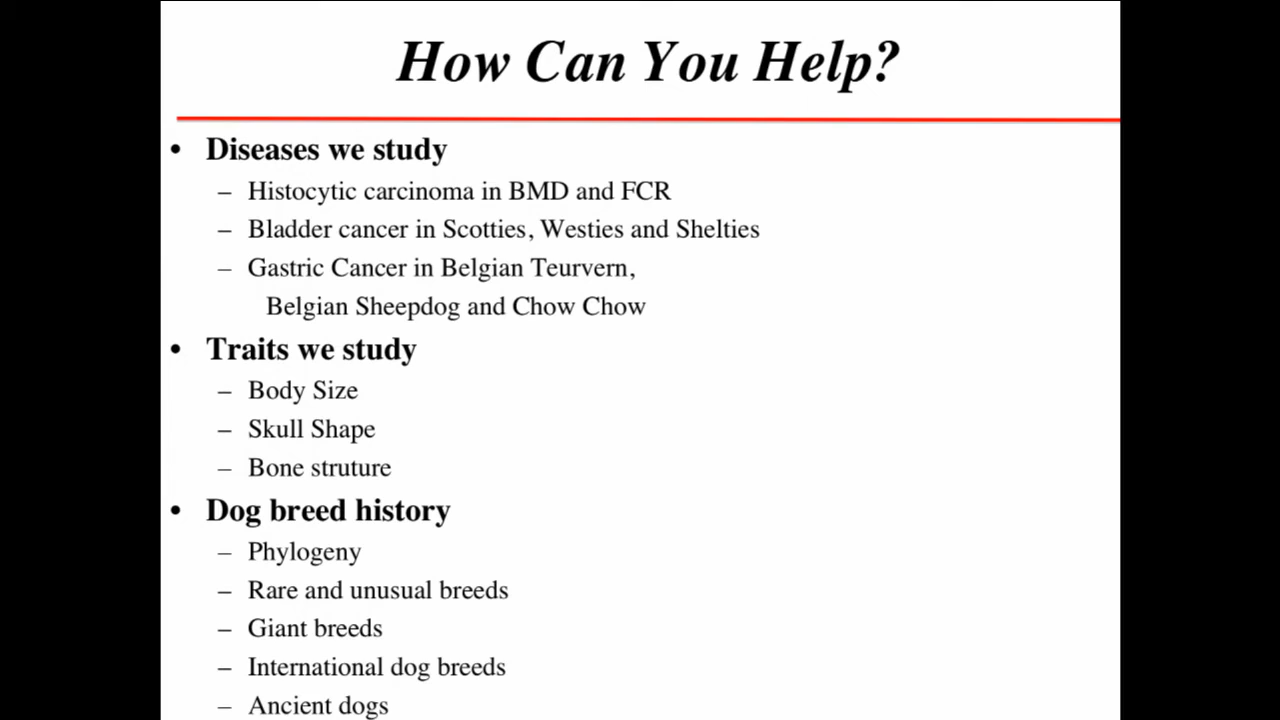 How Can You Help?
• Diseases we study
– Histocytic carcinoma in BMD and FCR
– Bladder cancer in Scotties, Westies and Shelties
– Gastric Cancer in Belgian Teurvern,
Belgian Sheepdog and Chow Chow
• Traits we study
– Body Size
– Skull Shape
– Bone struture
• Dog breed history
– Phylogeny
– Rare and unusual breeds
– Giant breeds
– International dog breeds
– Ancient dogs